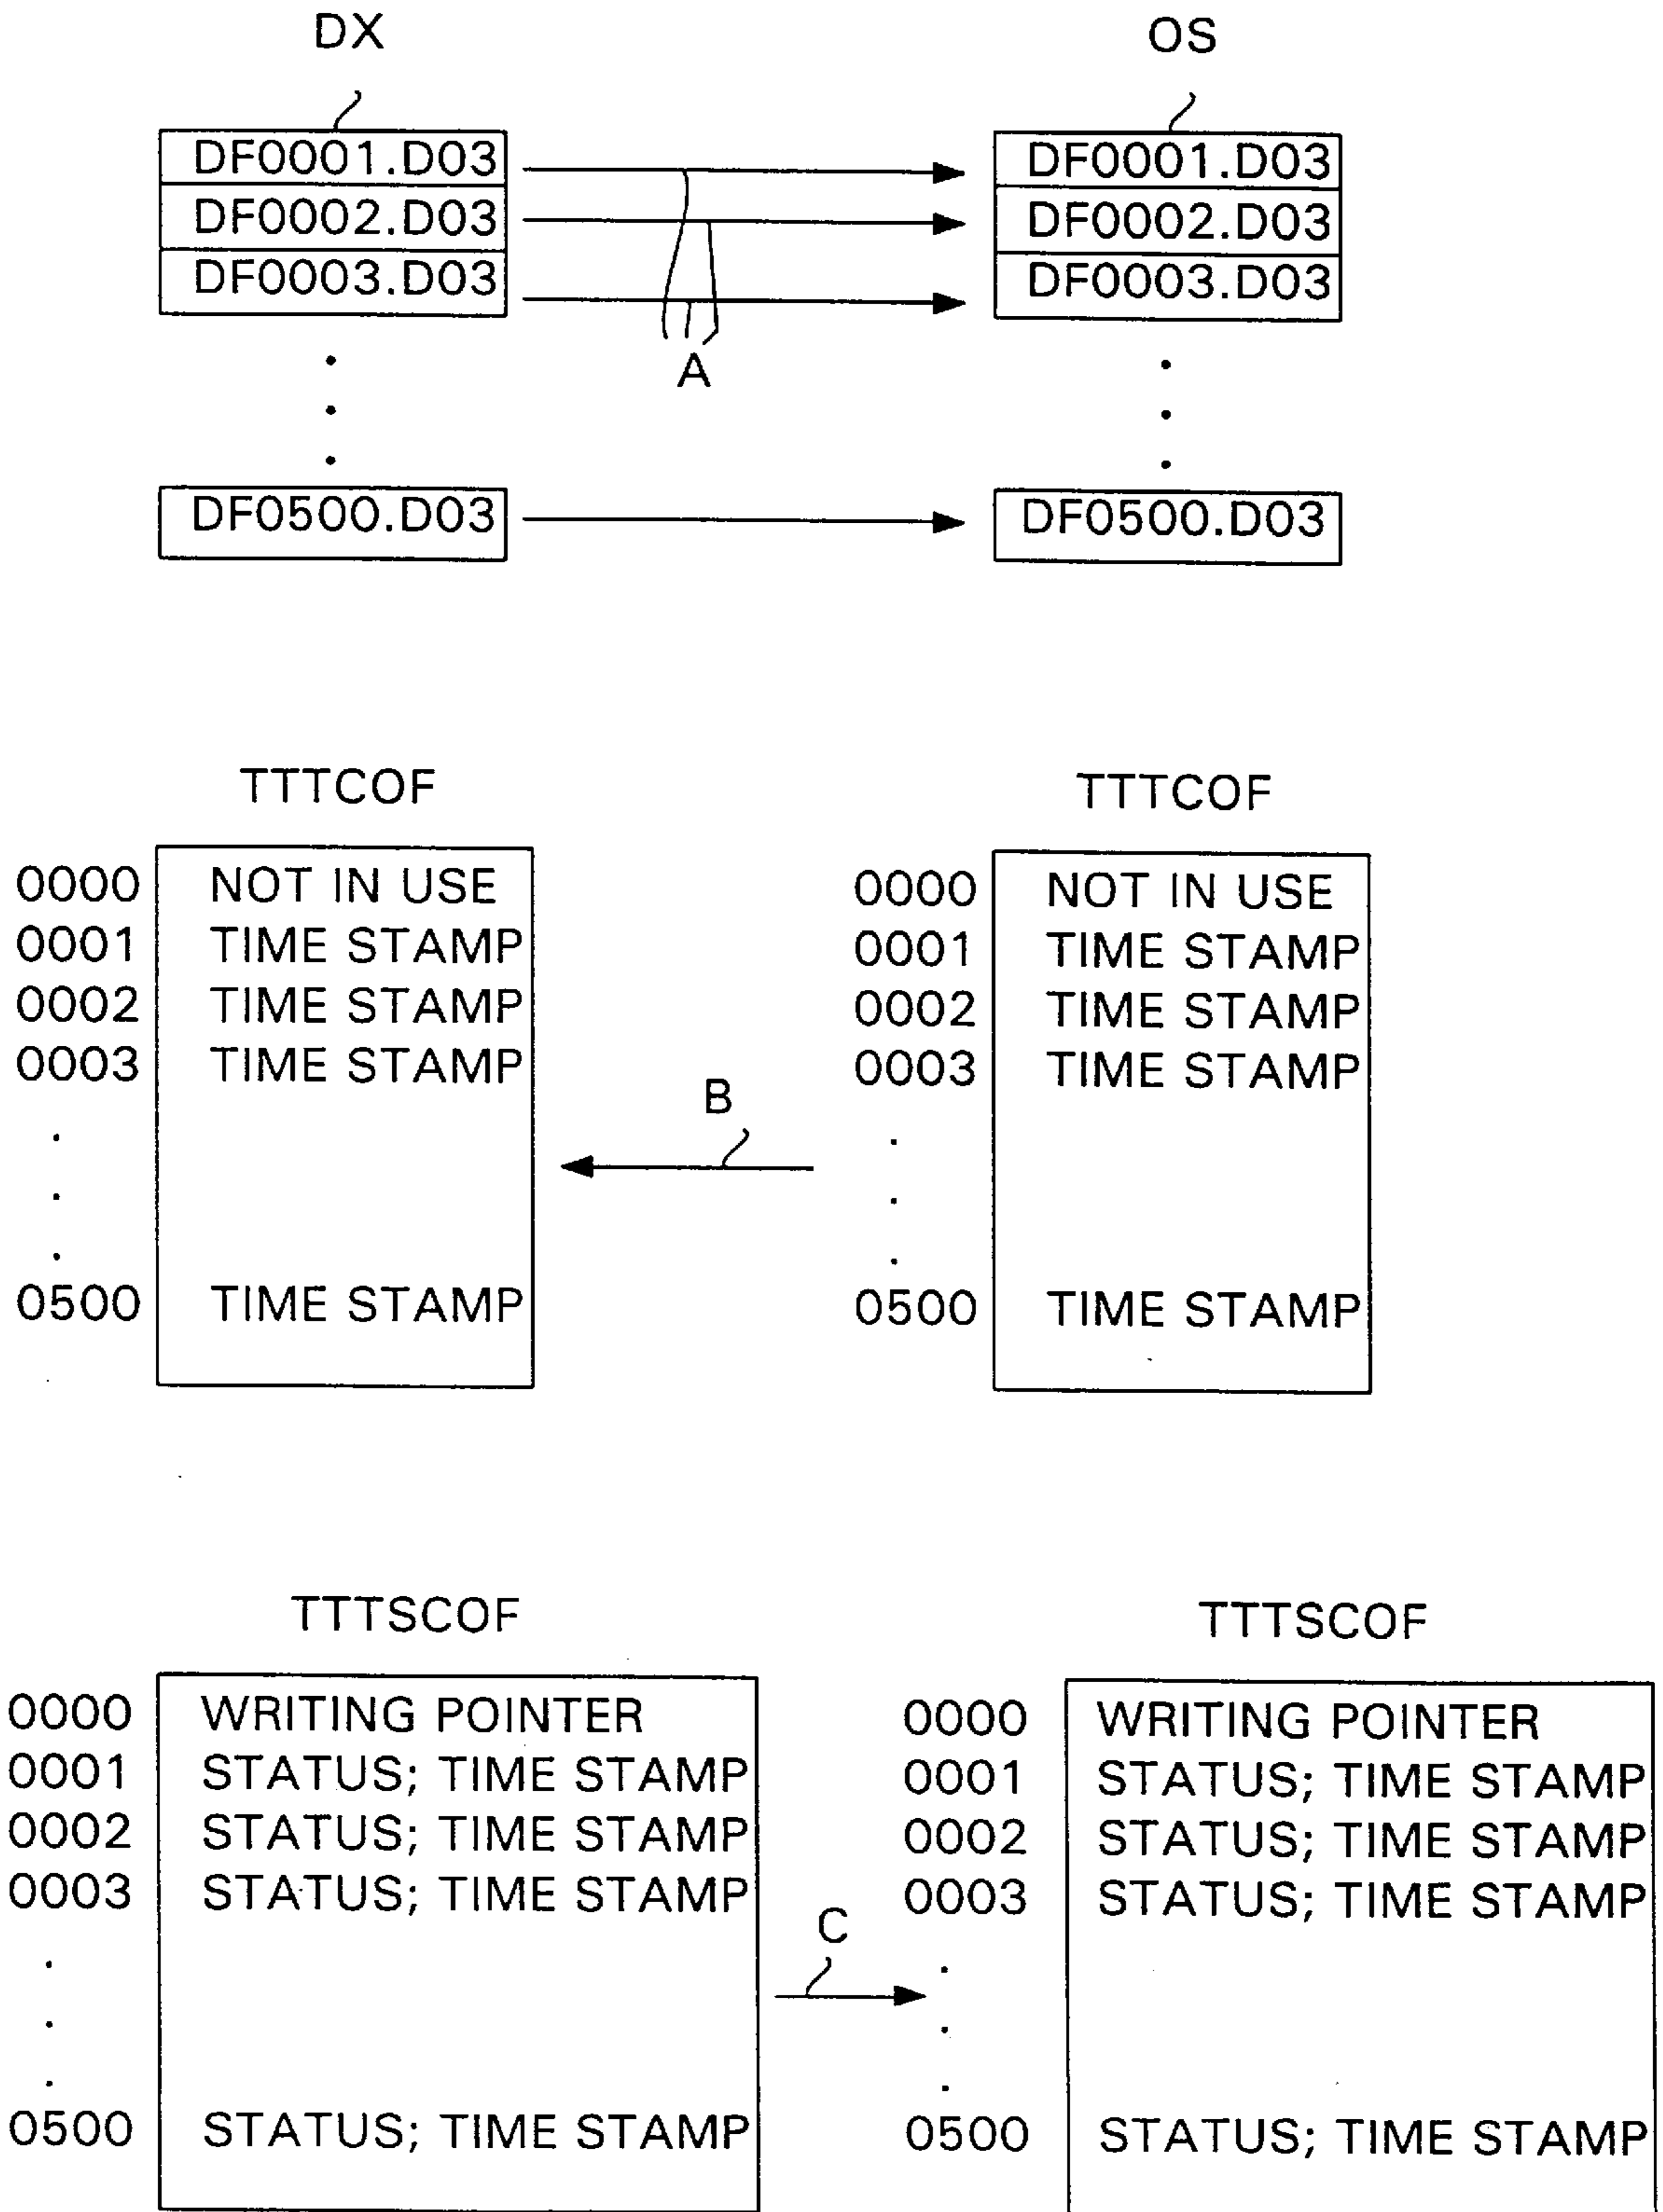 DX OS
DF0001.D03 DF0001.D03
DF0002.D03 DF0002.D03
DF0003.D03 DF0003.D03
A
DF0500.D03 DF0500.D03
TTTCOF TTTCOF
0000 NOT IN USE 0000 NOT IN USE
0001 TIME STAMP 0001 TIME STAMP
0002 TIME STAMP 0002 TIME STAMP
0003 TIME STAMP 0003 TIME STAMP
B
0500 TIME STAMP 0500 TIME STAMP
TTTSCOF TTTSCOF
0000 WRITING POINTER 0000 WRITING POINTER
0001 STATUS; TIME STAMP 0001 STATUS; TIME STAMP
0002 STATUS; TIME STAMP 0002 STATUS; TIME STAMP
0003 STATUS; TIME STAMP 0003 STATUS; TIME STAMP
C
0500 STATUS; TIME STAMP 0500 STATUS; TIME STAMP